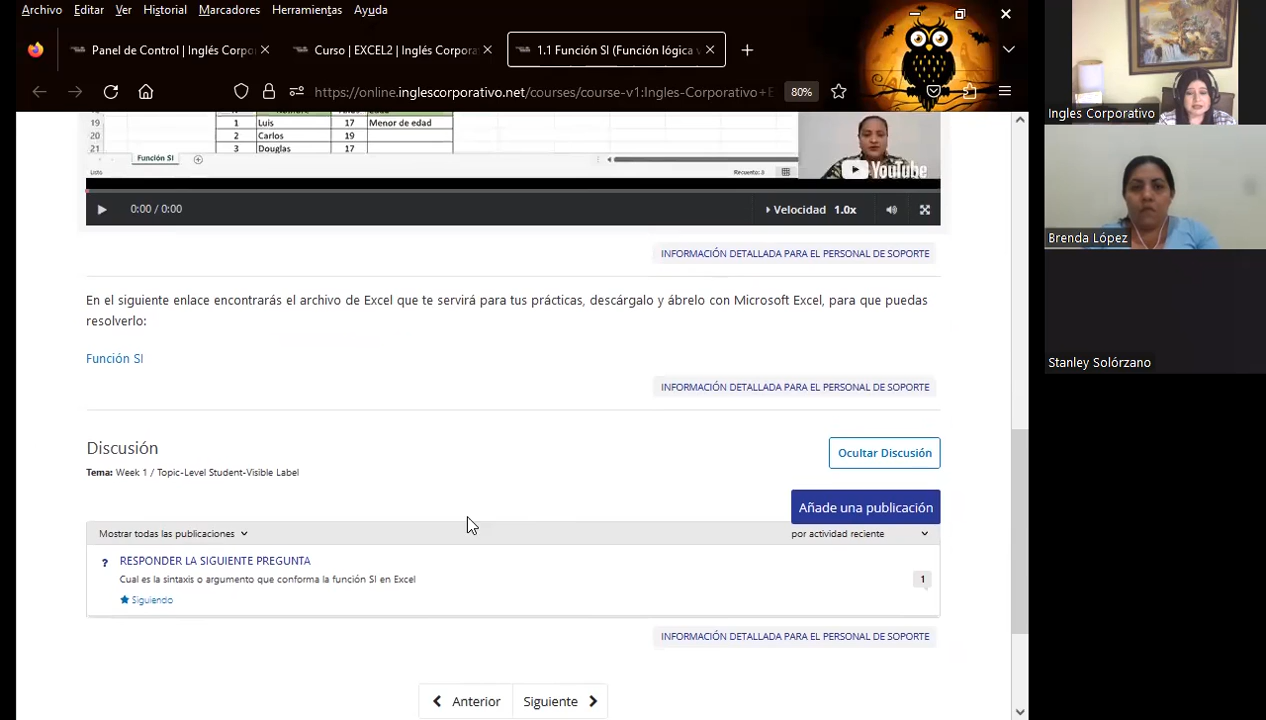 Archivo Editar Ver Historial Marcadores Herramientas Ayuda
Panel de Control | Inglés Corpo
Curso | EXCEL2 | Inglés Corpora
1.1 Función SI (Función lógica
https://online.inglescorporativo.net/courses/course-v1:Ingles-Corporativo+E
80%
19 1 Luis 17 Menor de edad
20 2 Carlos 19
21 3 Douglas 17
Función SI
Listo
Recuento: 3
YouTube
0:00 / 0:00
Velocidad 1.0x
INFORMACIÓN DETALLADA PARA EL PERSONAL DE SOPORTE
En el siguiente enlace encontrarás el archivo de Excel que te servirá para tus prácticas, descárgalo y ábrelo con Microsoft Excel, para que puedas
resolverlo:
Función SI
INFORMACIÓN DETALLADA PARA EL PERSONAL DE SOPORTE
Discusión
Ocultar Discusión
Tema: Week 1 / Topic-Level Student-Visible Label
Añade una publicación
Mostrar todas las publicaciones
por actividad reciente
? RESPONDER LA SIGUIENTE PREGUNTA
Cual es la sintaxis o argumento que conforma la función SI en Excel
1
Siguiendo
INFORMACIÓN DETALLADA PARA EL PERSONAL DE SOPORTE
Anterior
Siguiente
Ingles Corporativo
Brenda López
Stanley Solórzano